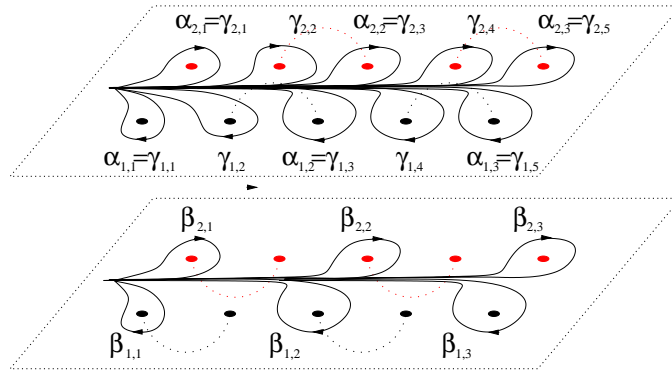 α₂,₁=γ₂,₁ γ₂,₂ α₂,₂=γ₂,₃ γ₂,₄ α₂,₃=γ₂,₅
α₁,₁=γ₁,₁ γ₁,₂ α₁,₂=γ₁,₃ γ₁,₄ α₁,₃=γ₁,₅
β₂,₁ β₂,₂ β₂,₃
β₁,₁ β₁,₂ β₁,₃